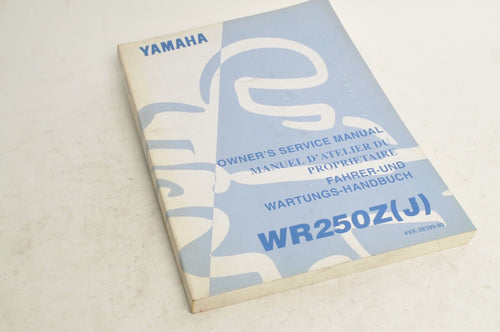 YAMAHA
OWNER'S SERVICE MANUAL
MANUEL D'ATELIER DU
PROPRIETAIRE
FAHRER-UND
WARTUNGS-HANDBUCH
WR250Z(J)